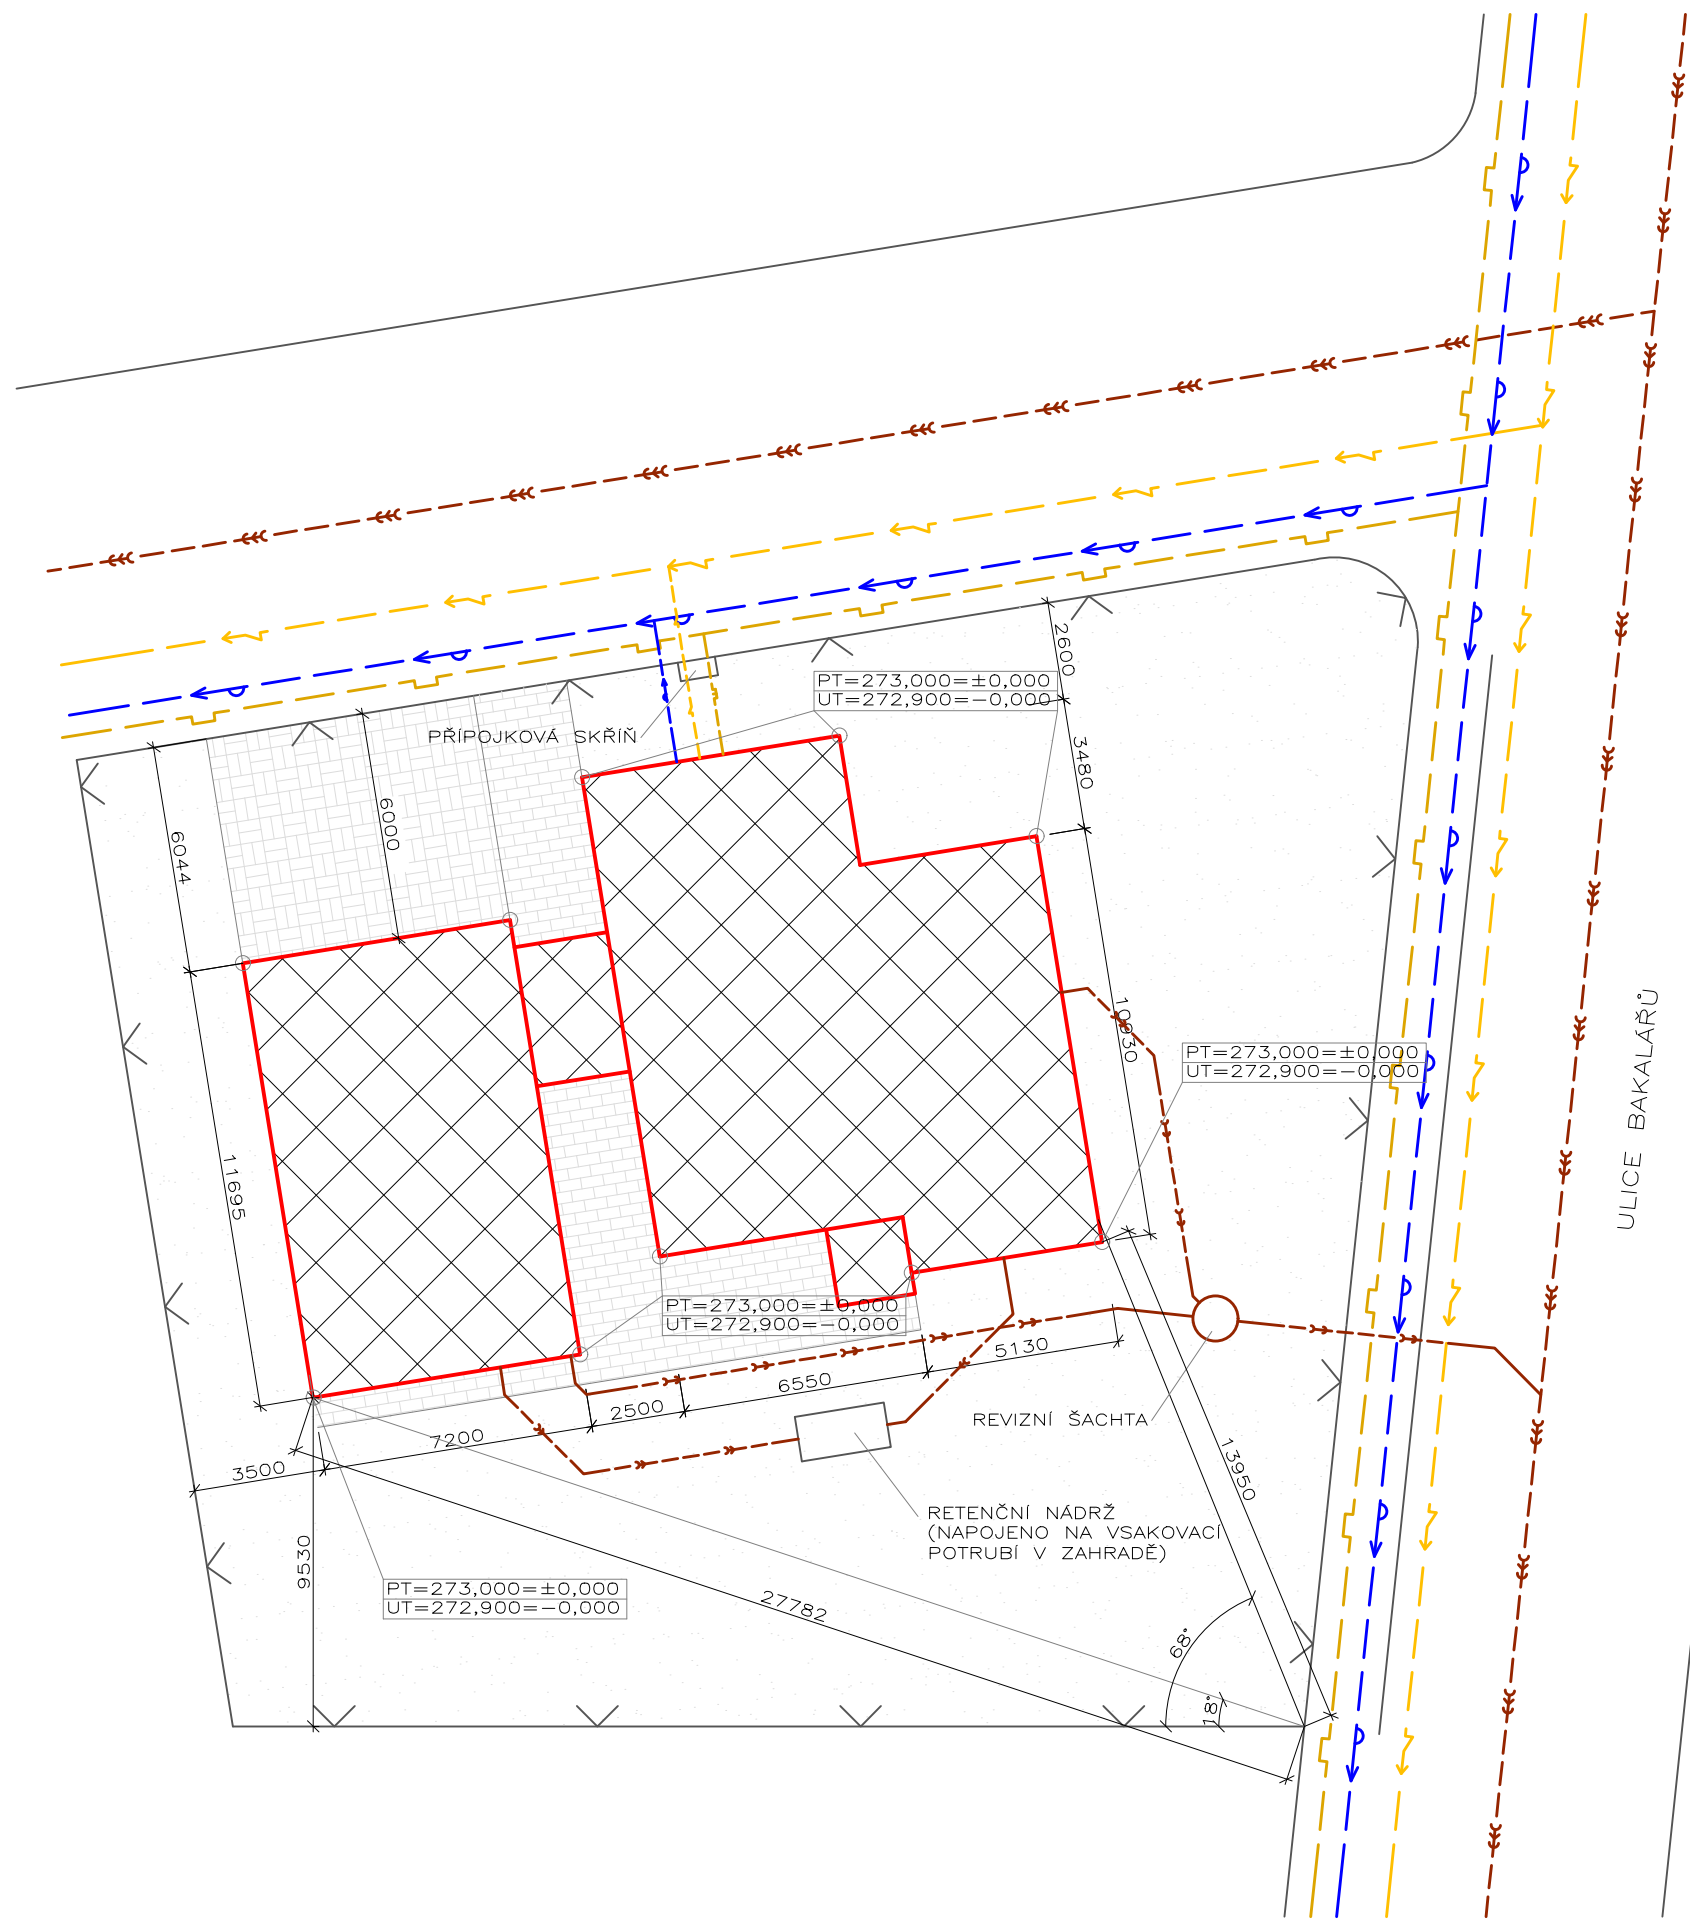 2600
PT=273,000=±0,000
UT=272,900=−0,000
PŘÍPOJKOVÁ SKŘÍŇ
3480
6000
6044
10930
PT=273,000=±0,000
UT=272,900=−0,000
ULICE BAKALÁŘŮ
11695
PT=273,000=±0,000
UT=272,900=−0,000
5130
6550
2500
7200
3500
REVIZNÍ ŠACHTA
13950
RETENČNÍ NÁDRŽ
(NAPOJENO NA VSAKOVACÍ
POTRUBÍ V ZAHRADĚ)
9530
PT=273,000=±0,000
UT=272,900=−0,000
27782
68°
18°